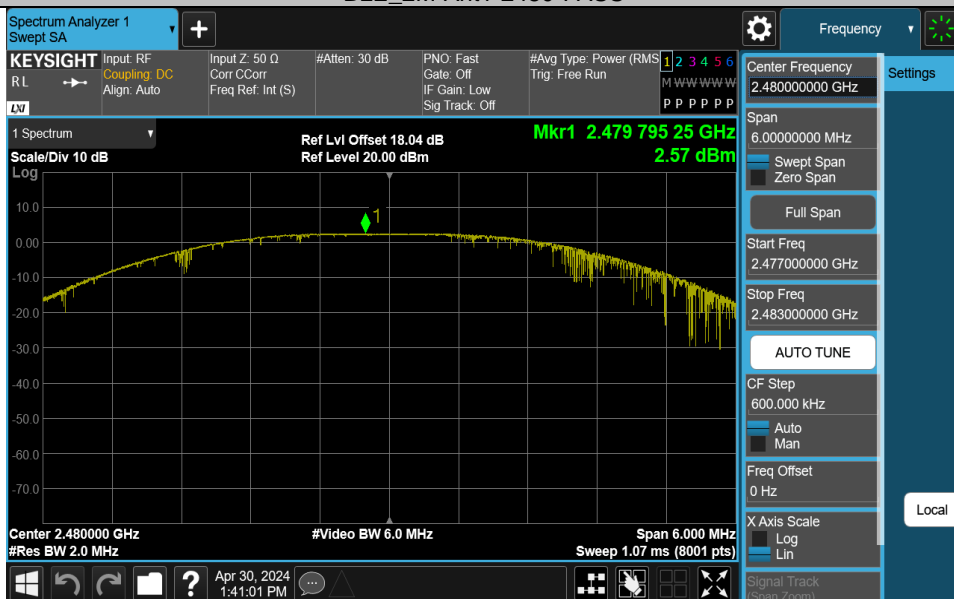 Spectrum Analyzer 1
Swept SA
+
Frequency
KEYSIGHT
RL
LXI
Input: RF
Coupling: DC
Align: Auto
Input Z: 50 Ω
Corr CCorr
Freq Ref: Int (S)
#Atten: 30 dB
PNO: Fast
Gate: Off
IF Gain: Low
Sig Track: Off
#Avg Type: Power (RMS
Trig: Free Run
1 2 3 4 5 6
M W W W W W
P P P P P P
1 Spectrum
Scale/Div 10 dB
Log
Ref Lvl Offset 18.04 dB
Ref Level 20.00 dBm
Mkr1 2.479 795 25 GHz
2.57 dBm
1
10.0
0.00
-10.0
-20.0
-30.0
-40.0
-50.0
-60.0
-70.0
Center 2.480000 GHz
#Res BW 2.0 MHz
#Video BW 6.0 MHz
Span 6.000 MHz
Sweep 1.07 ms (8001 pts)
?
Apr 30, 2024
1:41:01 PM
Center Frequency
2.480000000 GHz
Span
6.00000000 MHz
Swept Span
Zero Span
Full Span
Start Freq
2.477000000 GHz
Stop Freq
2.483000000 GHz
AUTO TUNE
CF Step
600.000 kHz
Auto
Man
Freq Offset
0 Hz
X Axis Scale
Log
Lin
Signal Track
(Span Zoom)
Settings
Local